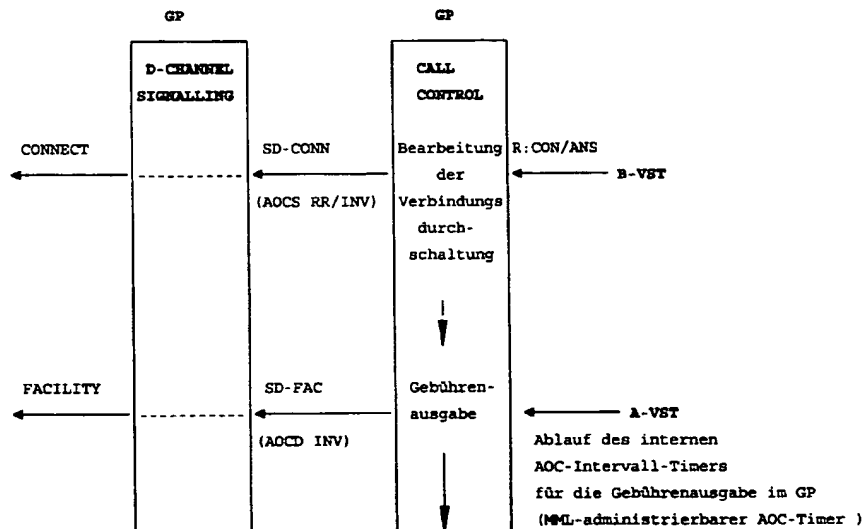 GP GP
D-CHANNEL CALL
SIGNALLING CONTROL
CONNECT SD-CONN Bearbeitung R:CON/ANS
der B-VST
(AOCS RR/INV) Verbindungs
durch-
schaltung
FACILITY SD-FAC Gebühren-
ausgabe A-VST
(AOCD INV) Ablauf des internen
AOC-Intervall-Timers
für die Gebührenausgabe im GP
(MML-administrierbarer AOC-Timer )